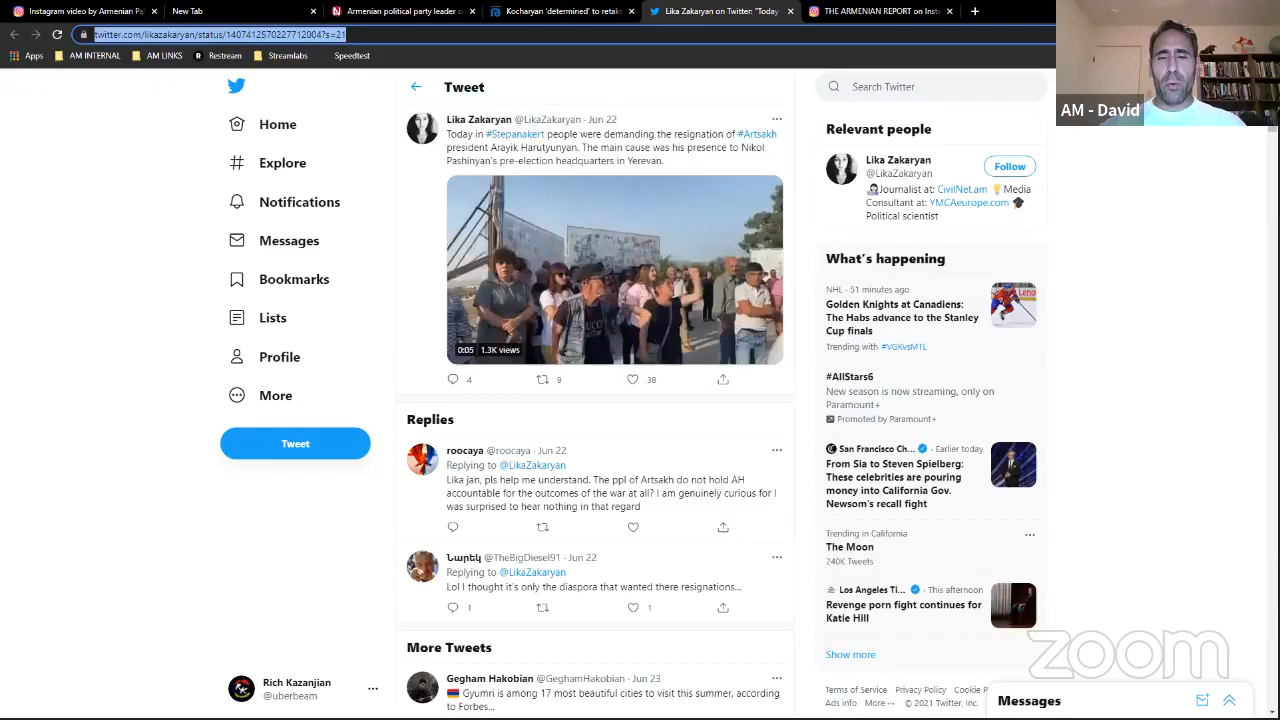 Instagram video by Armenian Pat
New Tab
Armenian political party leader c
Kocharyan 'determined' to retake
Lika Zakaryan on Twitter: "Today
THE ARMENIAN REPORT on Inst
twitter.com/likazakaryan/status/1407412570227712004?s=21
Apps
AM INTERNAL
AM LINKS
Restream
Streamlabs
Speedtest
AM - David
Home
Explore
Notifications
Messages
Bookmarks
Lists
Profile
More
Tweet
Rich Kazanjian
@uberbeam
Tweet
Lika Zakaryan @LikaZakaryan · Jun 22
Today in #Stepanakert people were demanding the resignation of #Artsakh
president Arayik Harutyunyan. The main cause was his presence to Nikol
Pashinyan's pre-election headquarters in Yerevan.
GUCCI
0:05 1.3K views
4 9 38
Replies
roocaya @roocaya · Jun 22
Replying to @LikaZakaryan
Lika jan, pls help me understand. The ppl of Artsakh do not hold AH
accountable for the outcomes of the war at all? I am genuinely curious for I
was surprised to hear nothing in that regard
Նարեկ @TheBigDiesel91 · Jun 22
Replying to @LikaZakaryan
Lol I thought it's only the diaspora that wanted there resignations...
1 1
More Tweets
Gegham Hakobian @GeghamHakobian · Jun 23
Gyumri is among 17 most beautiful cities to visit this summer, according
to Forbes...
Search Twitter
Relevant people
Lika Zakaryan
@LikaZakaryan
Follow
Journalist at: CivilNet.am Media
Consultant at: YMCAeurope.com
Political scientist
What's happening
NHL · 51 minutes ago
Golden Knights at Canadiens:
The Habs advance to the Stanley
Cup finals
Trending with #VGKvsMTL
#AllStars6
New season is now streaming, only on
Paramount+
Promoted by Paramount+
San Francisco Ch... · Earlier today
From Sia to Steven Spielberg:
These celebrities are pouring
money into California Gov.
Newsom's recall fight
Trending in California
The Moon
240K Tweets
Los Angeles Ti... · This afternoon
Revenge porn fight continues for
Katie Hill
Show more
Terms of Service Privacy Policy Cookie P
Ads info More ··· © 2021 Twitter, Inc.
Messages
zoom